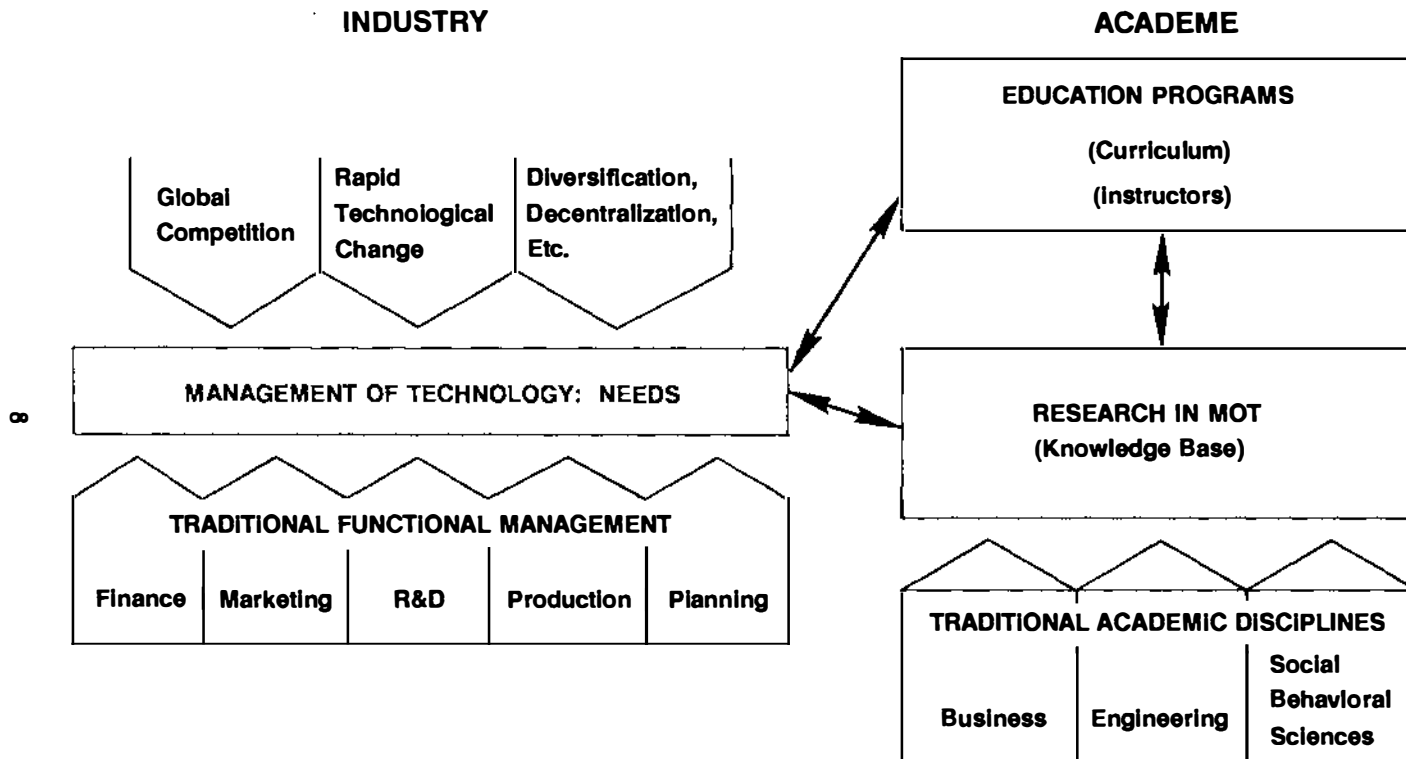 INDUSTRY
Global
Competition
Rapid
Technological
Change
Diversification,
Decentralization,
Etc.
MANAGEMENT OF TECHNOLOGY: NEEDS
TRADITIONAL FUNCTIONAL MANAGEMENT
Finance
Marketing
R&D
Production
Planning
8
ACADEME
EDUCATION PROGRAMS
(Curriculum)
(instructors)
RESEARCH IN MOT
(Knowledge Base)
TRADITIONAL ACADEMIC DISCIPLINES
Business
Engineering
Social
Behavioral
Sciences